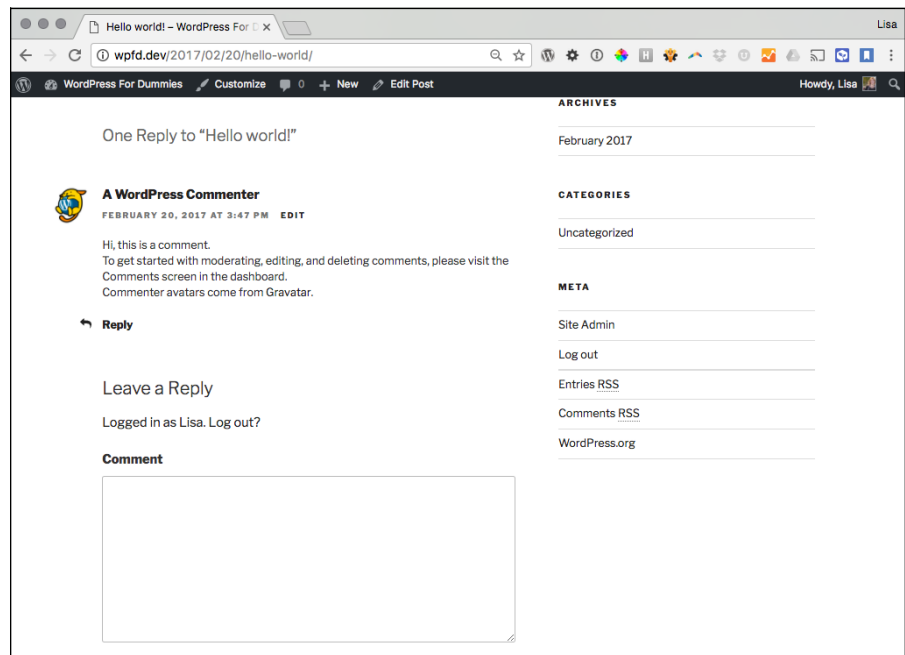 Hello world! – WordPress For D
Lisa
wpfd.dev/2017/02/20/hello-world/
WordPress For Dummies Customize 0 New Edit Post Howdy, Lisa
One Reply to “Hello world!”
A WordPress Commenter
FEBRUARY 20, 2017 AT 3:47 PM EDIT
Hi, this is a comment.
To get started with moderating, editing, and deleting comments, please visit the
Comments screen in the dashboard.
Commenter avatars come from Gravatar.
Reply
Leave a Reply
Logged in as Lisa. Log out?
Comment
ARCHIVES
February 2017
CATEGORIES
Uncategorized
META
Site Admin
Log out
Entries RSS
Comments RSS
WordPress.org